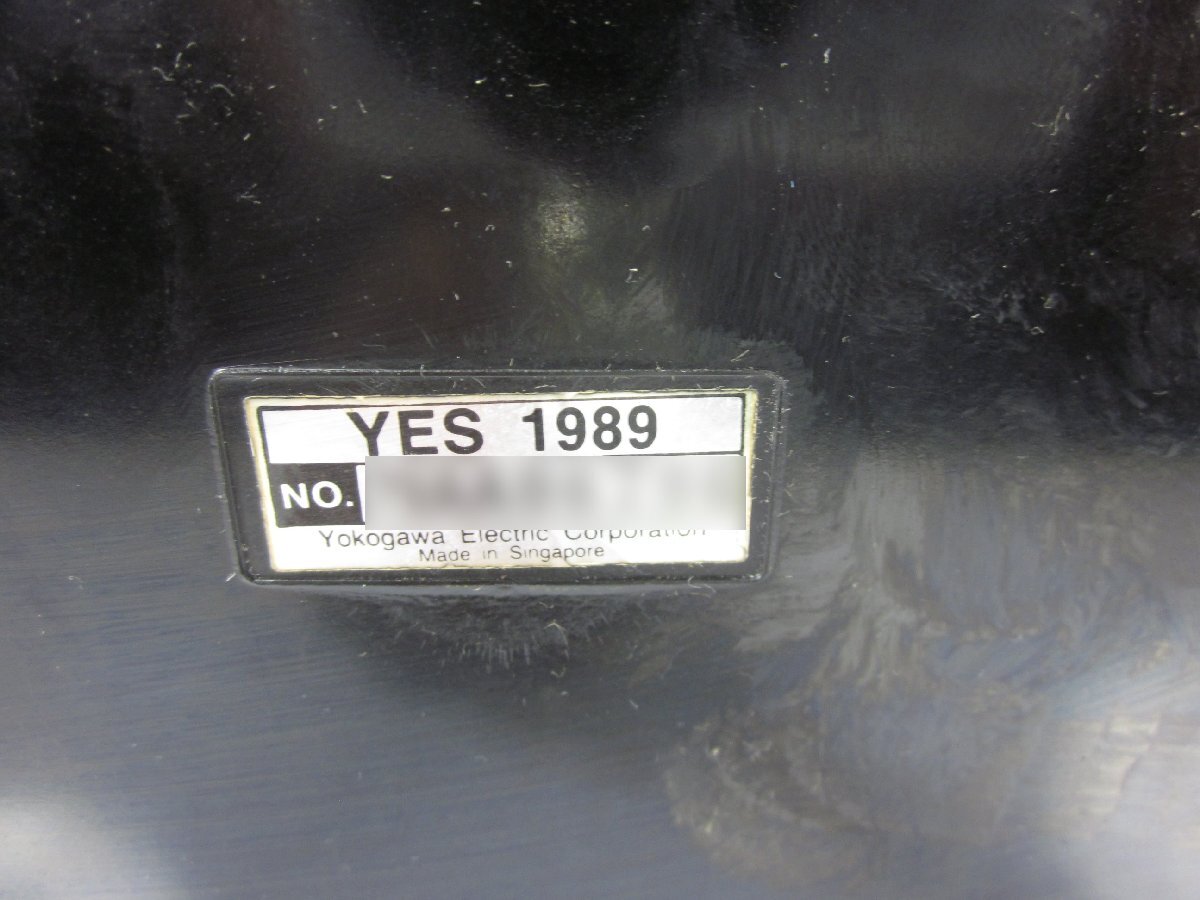 YES 1989
NO.
Yokogawa Electric Corporation
Made in Singapore